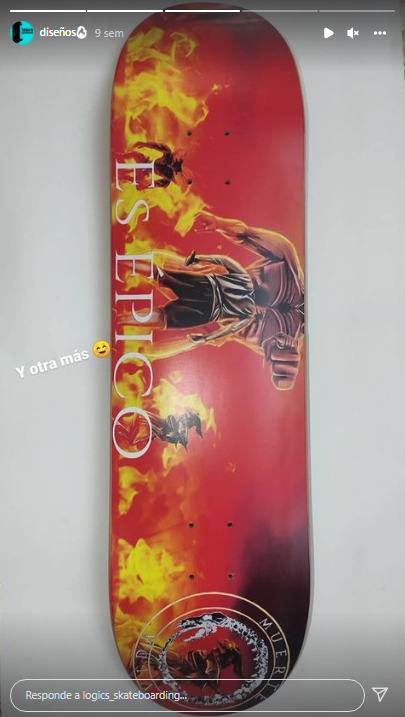 diseños
9 sem
ES ÉPICO
Y otra más
MUERTE
Responde a logics_skateboarding...